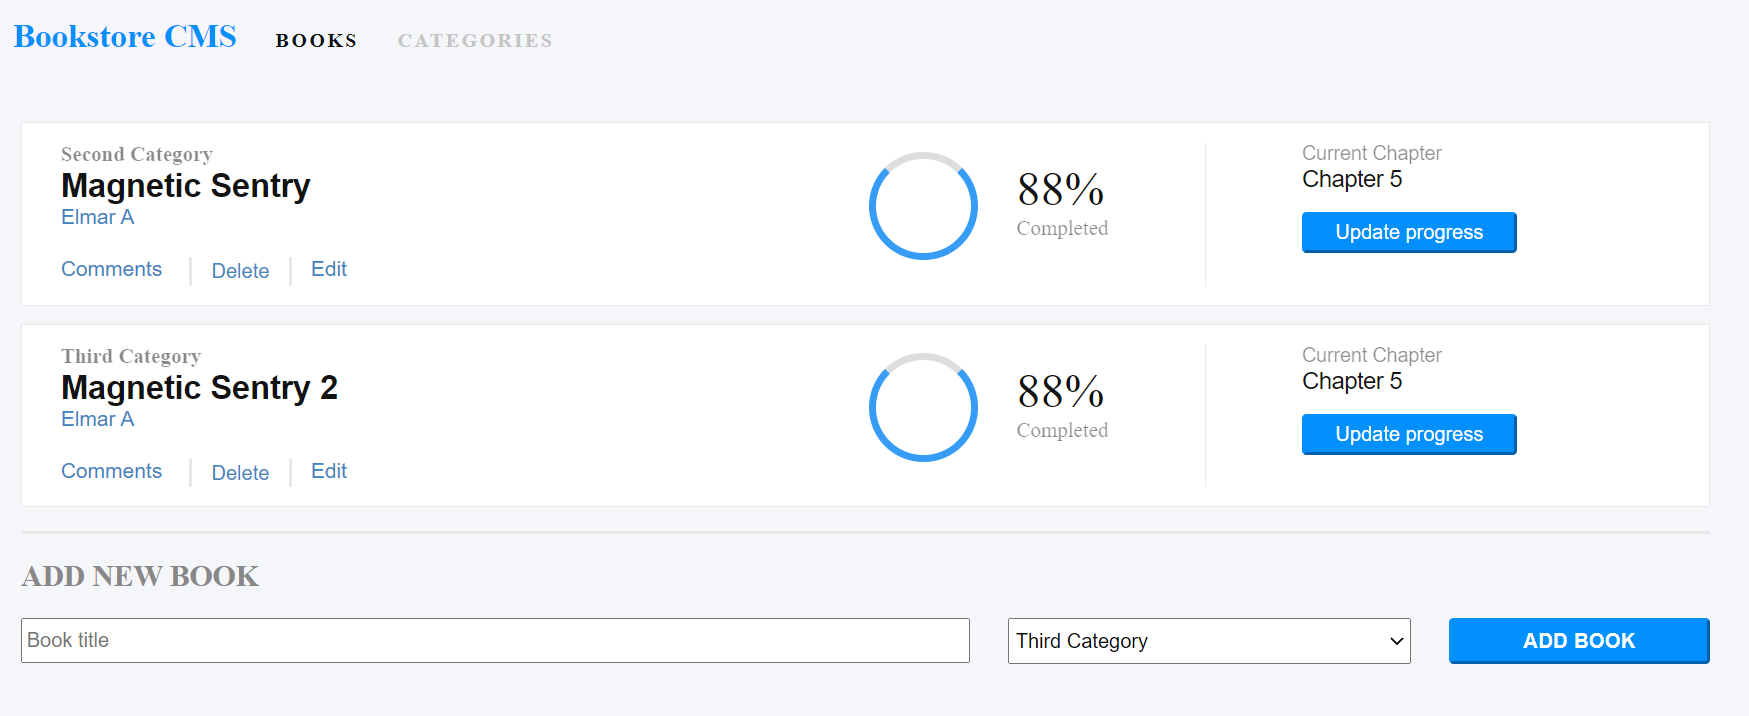 Bookstore CMS BOOKS CATEGORIES
Second Category
Magnetic Sentry
Elmar A
Comments Delete Edit
88%
Completed
Current Chapter
Chapter 5
Update progress
Third Category
Magnetic Sentry 2
Elmar A
Comments Delete Edit
88%
Completed
Current Chapter
Chapter 5
Update progress
ADD NEW BOOK
Book title Third Category ADD BOOK